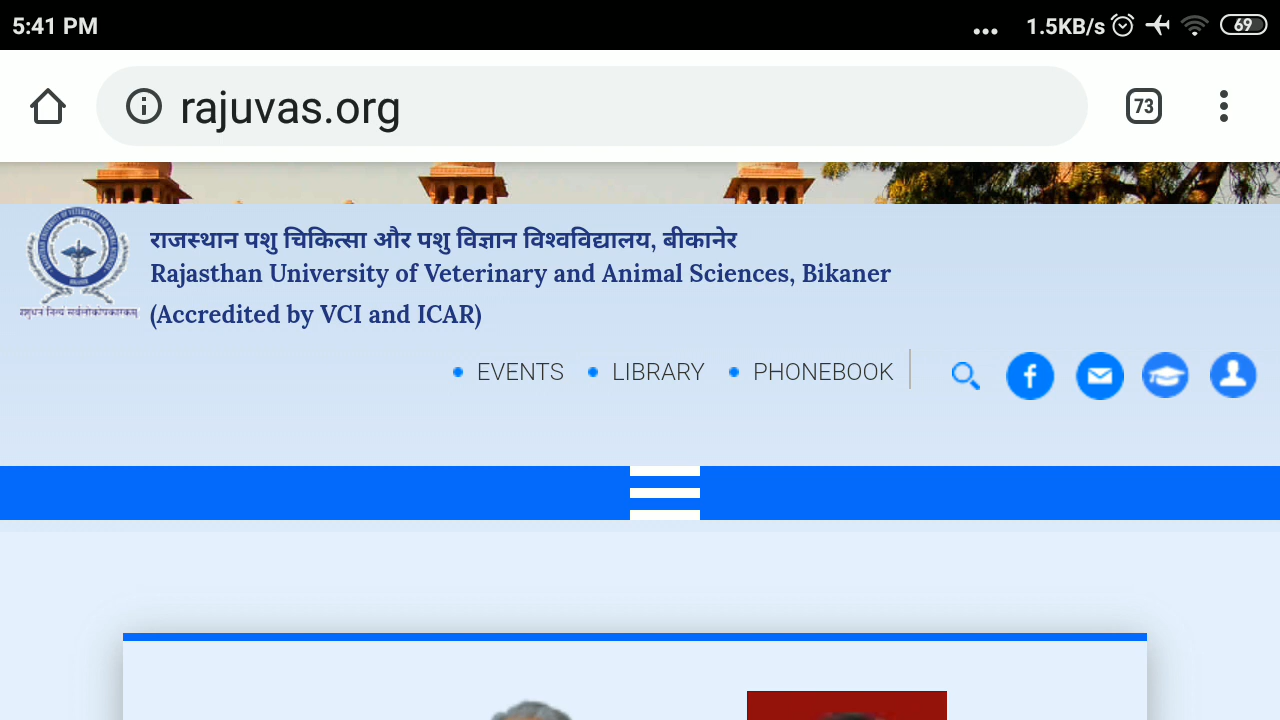 5:41 PM ... 1.5KB/s 69
rajuvas.org 73
राजस्थान पशु चिकित्सा और पशु विज्ञान विश्वविद्यालय, बीकानेर
Rajasthan University of Veterinary and Animal Sciences, Bikaner
(Accredited by VCI and ICAR)
EVENTS LIBRARY PHONEBOOK